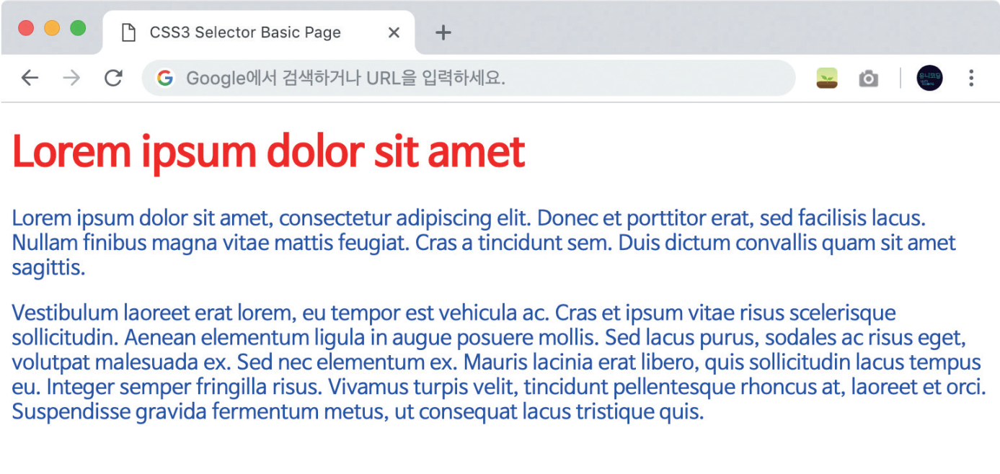 CSS3 Selector Basic Page
Google에서 검색하거나 URL을 입력하세요.
유니코딩
Lorem ipsum dolor sit amet
Lorem ipsum dolor sit amet, consectetur adipiscing elit. Donec et porttitor erat, sed facilisis lacus.
Nullam finibus magna vitae mattis feugiat. Cras a tincidunt sem. Duis dictum convallis quam sit amet
sagittis.
Vestibulum laoreet erat lorem, eu tempor est vehicula ac. Cras et ipsum vitae risus scelerisque
sollicitudin. Aenean elementum ligula in augue posuere mollis. Sed lacus purus, sodales ac risus eget,
volutpat malesuada ex. Sed nec elementum ex. Mauris lacinia erat libero, quis sollicitudin lacus tempus
eu. Integer semper fringilla risus. Vivamus turpis velit, tincidunt pellentesque rhoncus at, laoreet et orci.
Suspendisse gravida fermentum metus, ut consequat lacus tristique quis.